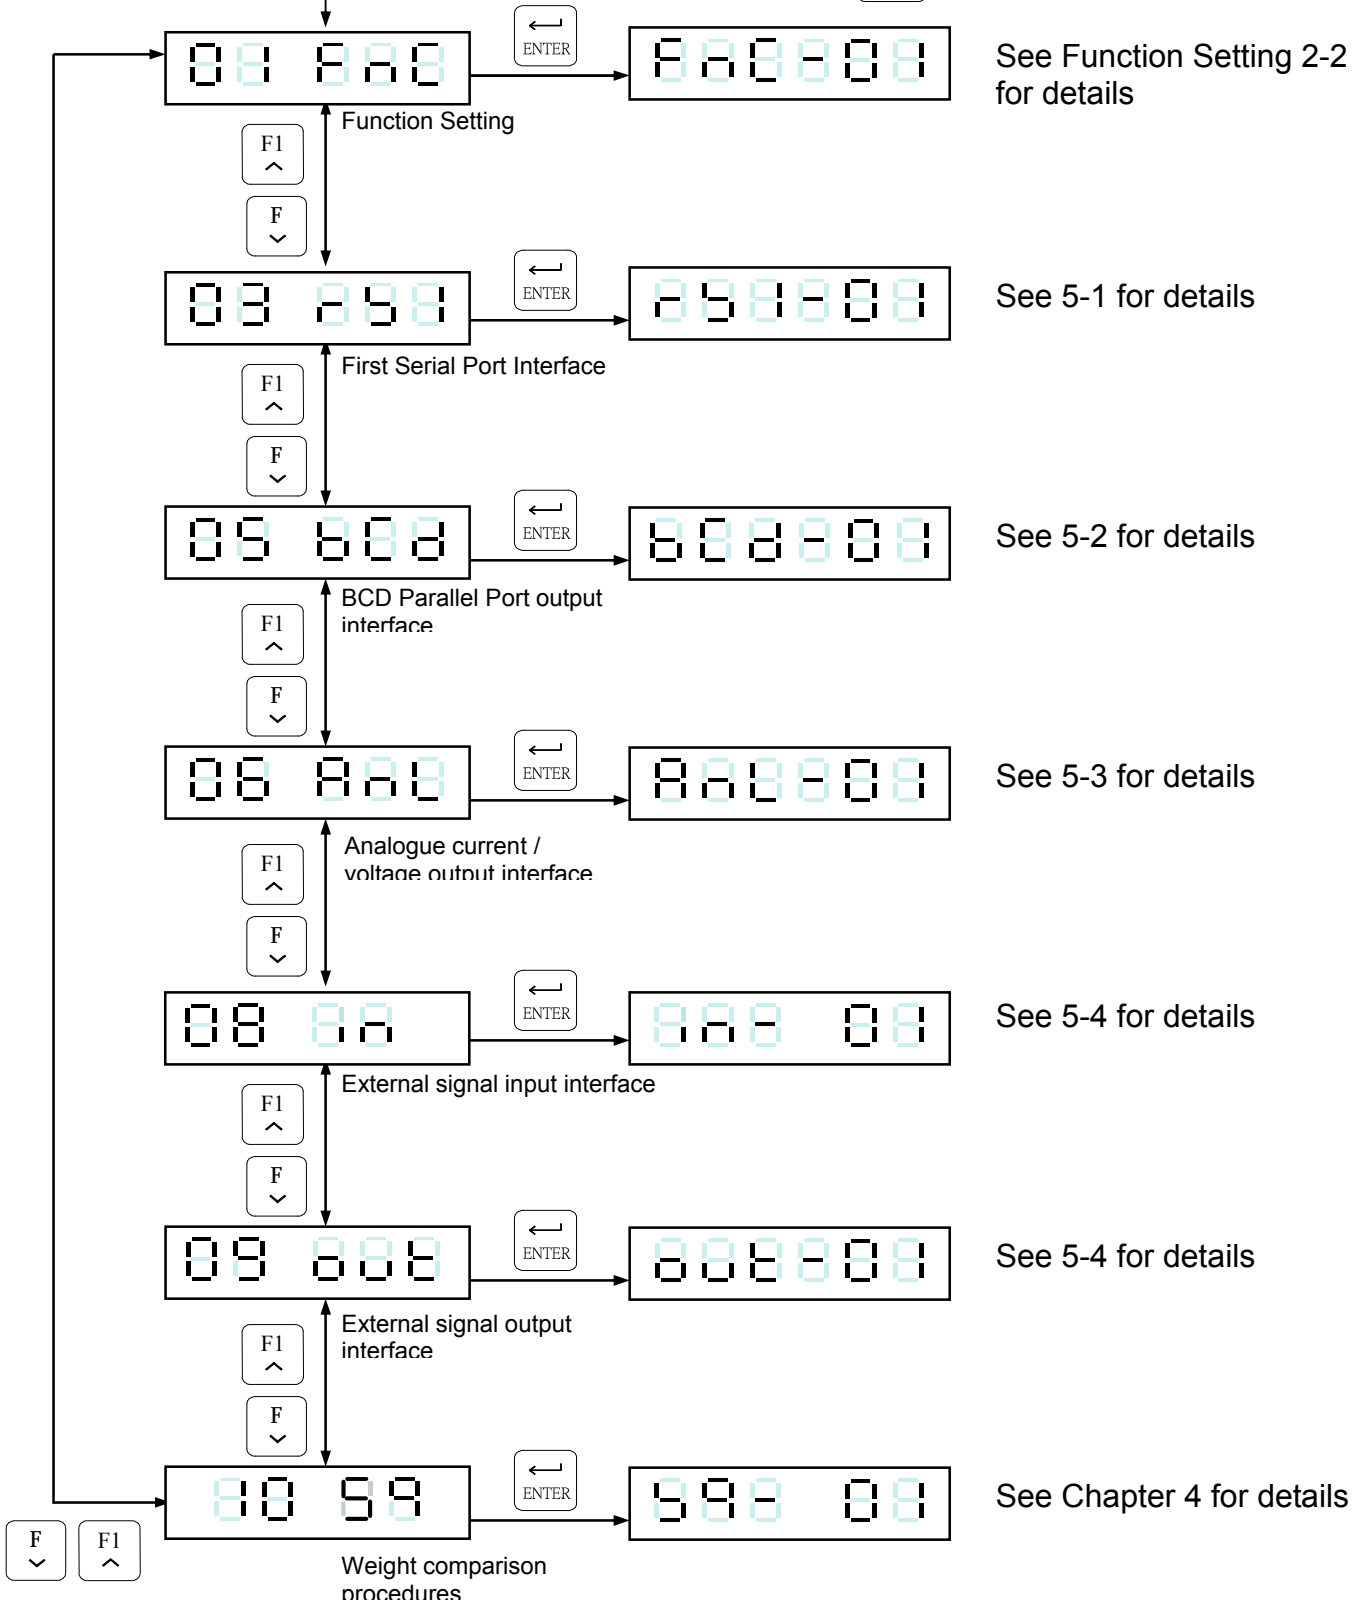 ENTER
01 FnC
FnC-01
See Function Setting 2-2
for details
Function Setting
F1
F
ENTER
03 rS1
rS1-01
See 5-1 for details
First Serial Port Interface
F1
F
ENTER
05 bCd
bCd-01
See 5-2 for details
BCD Parallel Port output
interface
F1
F
ENTER
06 AnL
AnL-01
See 5-3 for details
Analogue current /
voltage output interface
F1
F
ENTER
08 in
in- 01
See 5-4 for details
External signal input interface
F1
F
ENTER
09 out
out-01
See 5-4 for details
External signal output
interface
F1
F
ENTER
10 Sq
Sq- 01
See Chapter 4 for details
F F1
Weight comparison
procedures